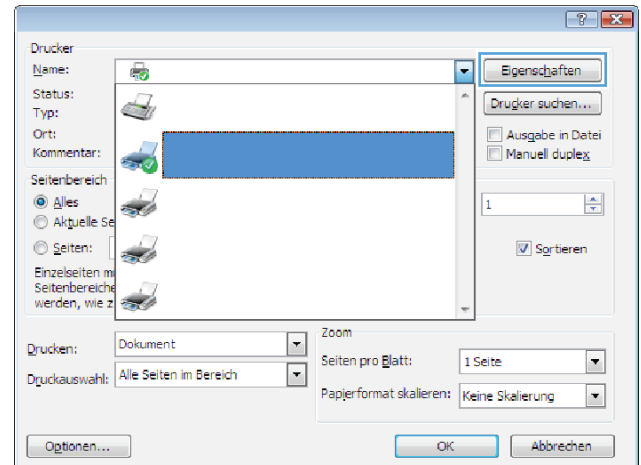 Drucker
Name:
Eigenschaften
Status:
Typ:
Drucker suchen...
Ort:
Ausgabe in Datei
Kommentar:
Manuell duplex
Seitenbereich
Alles
1
Aktuelle Se
Seiten:
Sortieren
Einzelseiten m
Seitenbereiche
werden, wie z
Zoom
Drucken:
Dokument
Seiten pro Blatt:
1 Seite
Druckauswahl:
Alle Seiten im Bereich
Papierformat skalieren:
Keine Skalierung
Optionen...
OK
Abbrechen